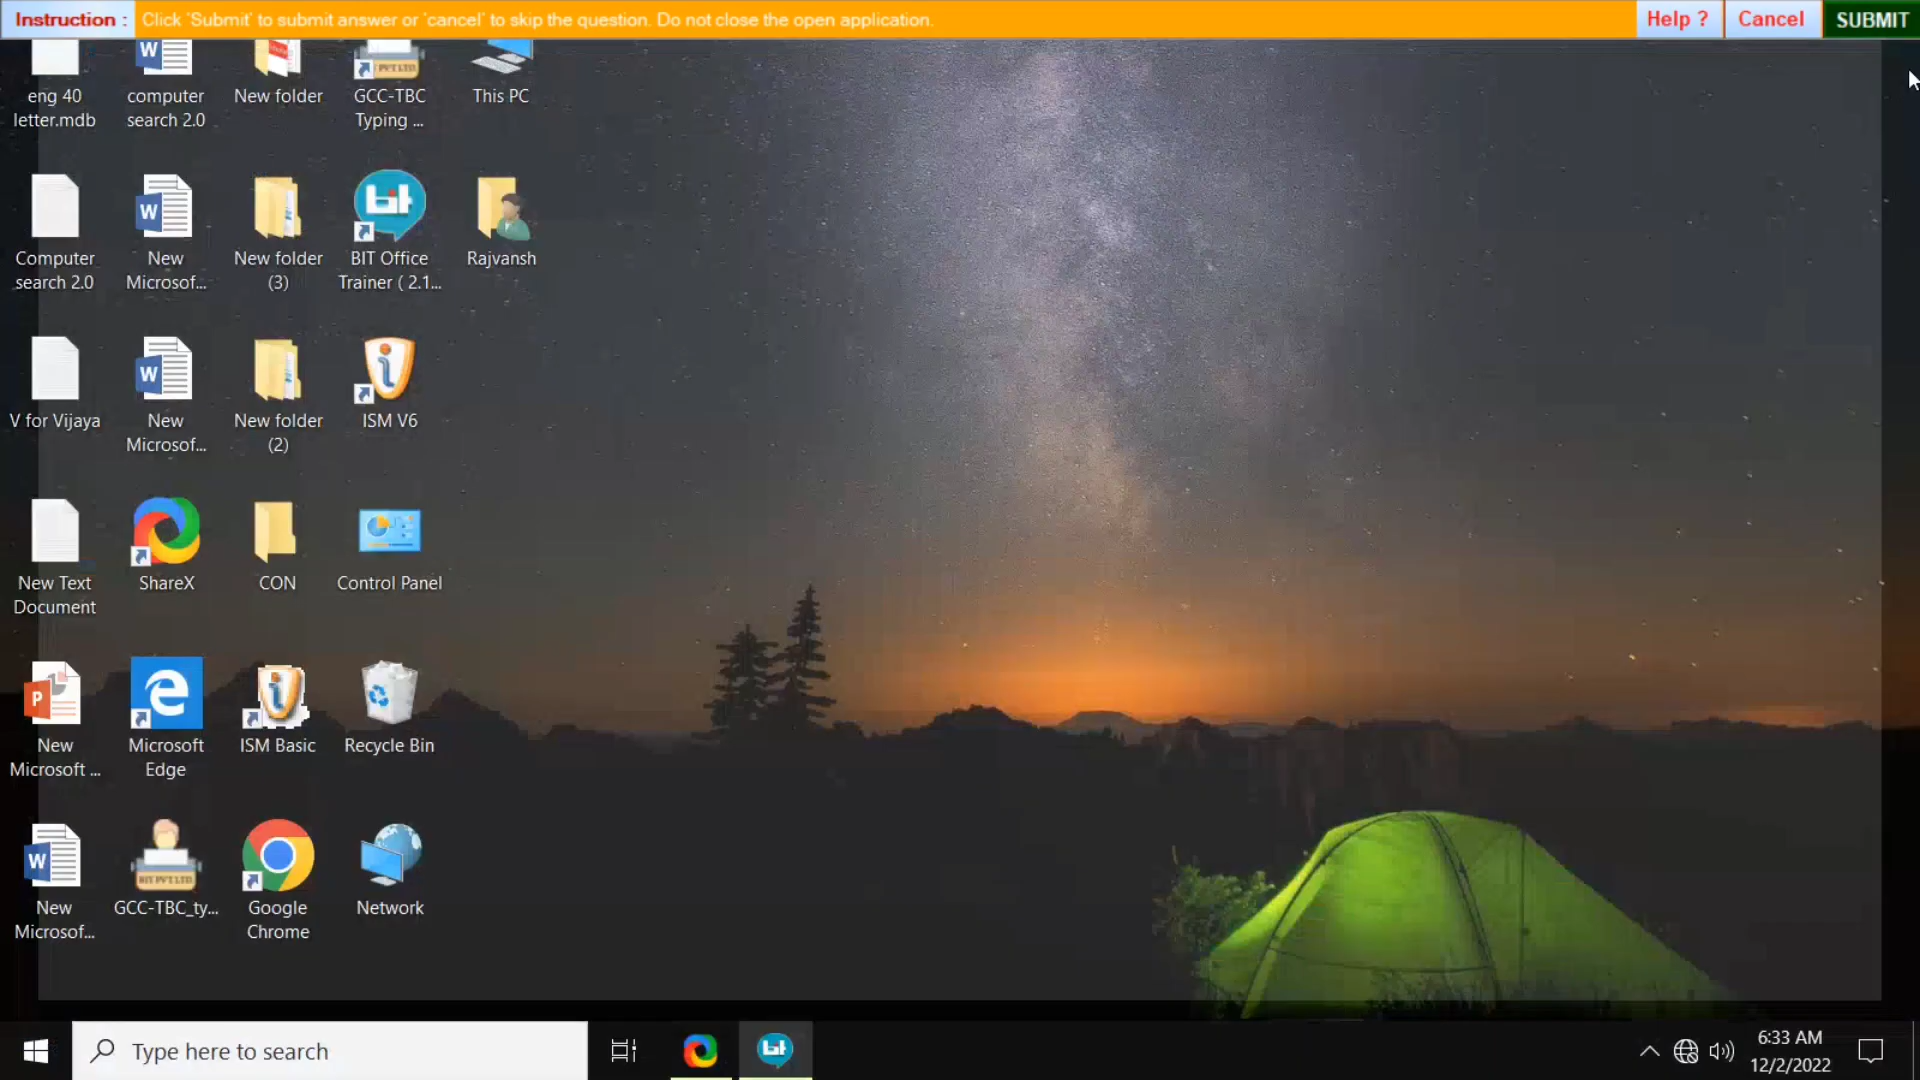 Instruction : Click 'Submit' to submit answer or 'cancel' to skip the question. Do not close the open application. Help ? Cancel SUBMIT
eng 40
letter.mdb
computer
search 2.0
New folder
GCC-TBC
Typing ...
This PC
Computer
search 2.0
New
Microsof...
New folder
(3)
BIT Office
Trainer ( 2.1...
Rajvansh
V for Vijaya
New
Microsof...
New folder
(2)
ISM V6
New Text
Document
ShareX
CON
Control Panel
New
Microsoft ...
Microsoft
Edge
ISM Basic
Recycle Bin
New
Microsof...
GCC-TBC_ty...
Google
Chrome
Network
Type here to search
6:33 AM
12/2/2022